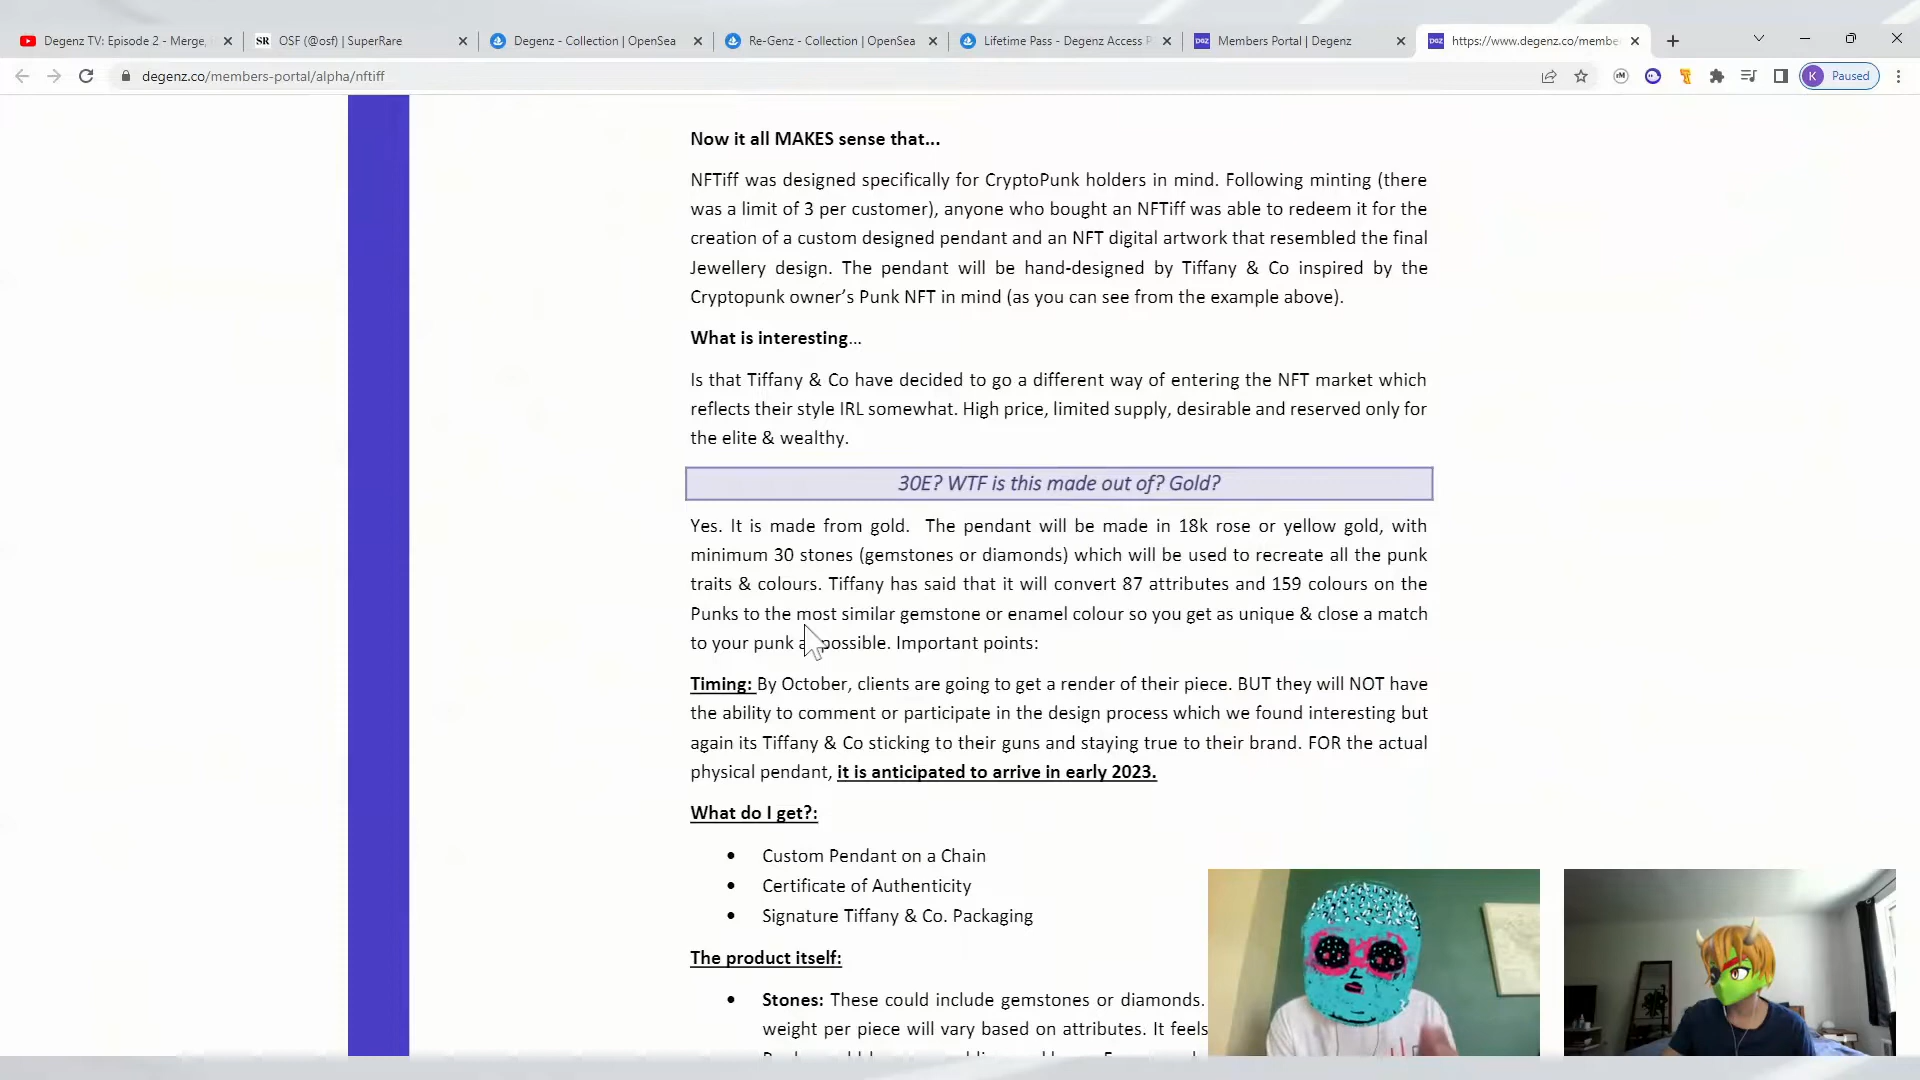 Degenz TV: Episode 2 - Merge,
OSF (@osf) | SuperRare
Degenz - Collection | OpenSea
Re-Genz - Collection | OpenSea
Lifetime Pass - Degenz Access P
Members Portal | Degenz
https://www.degenz.co/membe
degenz.co/members-portal/alpha/nftiff
K Paused
Now it all MAKES sense that...
NFTiff was designed specifically for CryptoPunk holders in mind. Following minting (there
was a limit of 3 per customer), anyone who bought an NFTiff was able to redeem it for the
creation of a custom designed pendant and an NFT digital artwork that resembled the final
Jewellery design. The pendant will be hand-designed by Tiffany & Co inspired by the
Cryptopunk owner’s Punk NFT in mind (as you can see from the example above).
What is interesting...
Is that Tiffany & Co have decided to go a different way of entering the NFT market which
reflects their style IRL somewhat. High price, limited supply, desirable and reserved only for
the elite & wealthy.
30E? WTF is this made out of? Gold?
Yes. It is made from gold. The pendant will be made in 18k rose or yellow gold, with
minimum 30 stones (gemstones or diamonds) which will be used to recreate all the punk
traits & colours. Tiffany has said that it will convert 87 attributes and 159 colours on the
Punks to the most similar gemstone or enamel colour so you get as unique & close a match
to your punk possible. Important points:
Timing: By October, clients are going to get a render of their piece. BUT they will NOT have
the ability to comment or participate in the design process which we found interesting but
again its Tiffany & Co sticking to their guns and staying true to their brand. FOR the actual
physical pendant, it is anticipated to arrive in early 2023.
What do I get?:
• Custom Pendant on a Chain
• Certificate of Authenticity
• Signature Tiffany & Co. Packaging
The product itself:
• Stones: These could include gemstones or diamonds.
weight per piece will vary based on attributes. It feels